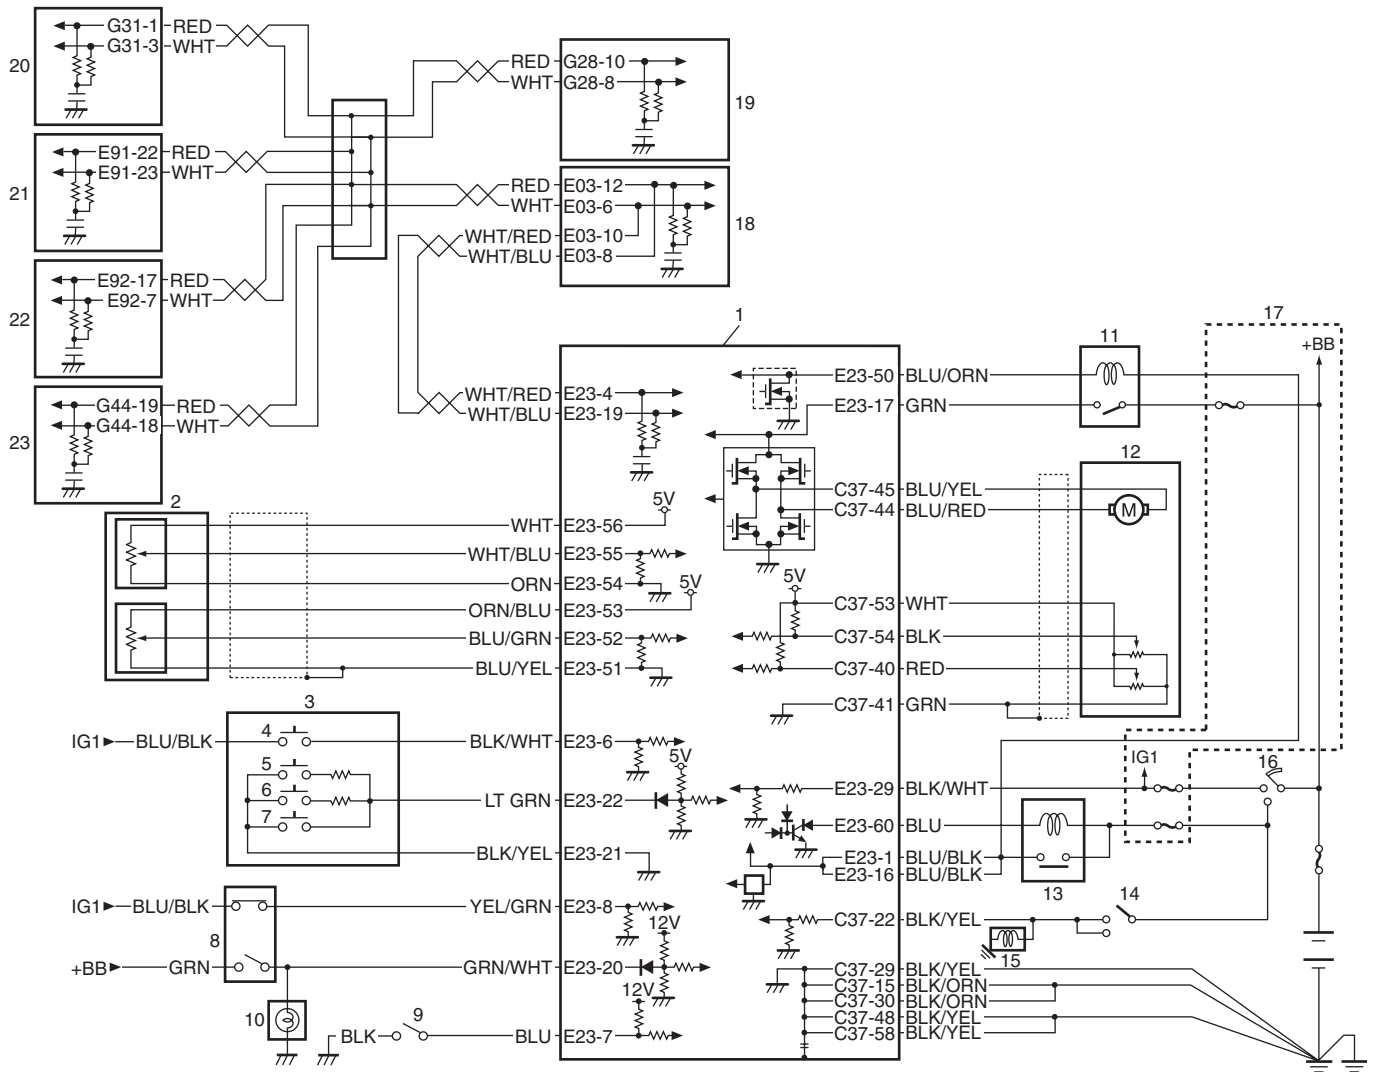 20
G31-1 RED
G31-3 WHT
RED G28-10
WHT G28-8
19
21
E91-22 RED
E91-23 WHT
RED E03-12
WHT E03-6
WHT/RED E03-10
WHT/BLU E03-8
18
22
E92-17 RED
E92-7 WHT
23
G44-19 RED
G44-18 WHT
1
WHT/RED E23-4
WHT/BLU E23-19
2
WHT E23-56 5V
WHT/BLU E23-55
ORN E23-54
ORN/BLU E23-53 5V
BLU/GRN E23-52
BLU/YEL E23-51
3
IG1 BLU/BLK 4 BLK/WHT E23-6
5V
5
6
7
LT GRN E23-22
BLK/YEL E23-21
IG1 BLU/BLK YEL/GRN E23-8
8
12V
+BB GRN GRN/WHT E23-20
12V
10
BLK 9 BLU E23-7
17
+BB
11
E23-50 BLU/ORN
E23-17 GRN
12
C37-45 BLU/YEL
C37-44 BLU/RED
M
5V
C37-53 WHT
C37-54 BLK
C37-40 RED
C37-41 GRN
IG1
16
E23-29 BLK/WHT
E23-60 BLU
E23-1 BLU/BLK
E23-16 BLU/BLK
13
14
C37-22 BLK/YEL
15
C37-29 BLK/YEL
C37-15 BLK/ORN
C37-30 BLK/ORN
C37-48 BLK/YEL
C37-58 BLK/YEL